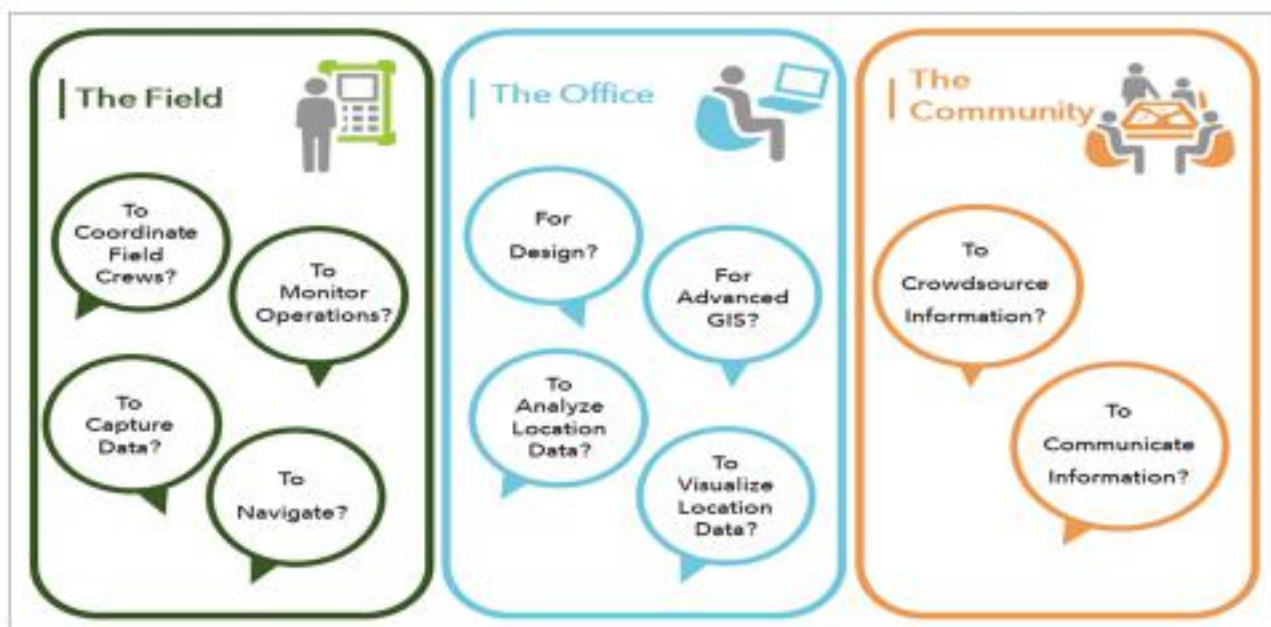 The Field
To
Coordinate
Field
Crews?
To
Monitor
Operations?
To
Capture
Data?
To
Navigate?
The Office
For
Design?
For
Advanced
GIS?
To
Analyze
Location
Data?
To
Visualize
Location
Data?
The
Community
To
Crowdsource
Information?
To
Communicate
Information?